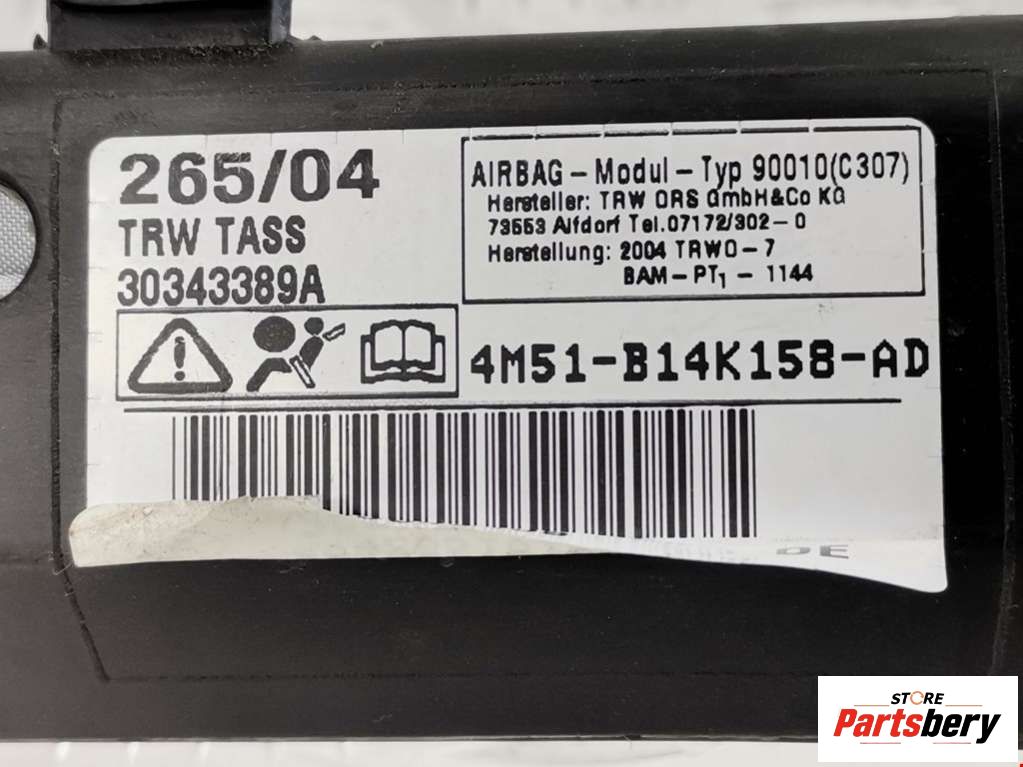 265/04
TRW TASS
30343389A
AIRBAG-Modul-Typ 90010(C307)
Hersteller: TRW ORS GmbH&Co KG
73553 Alfdorf Tel.07172/302-0
Herstellung: 2004 TRWO-7
BAM-PT1-1144
4M51-B14K158-AD
DE
STORE
Partsbery